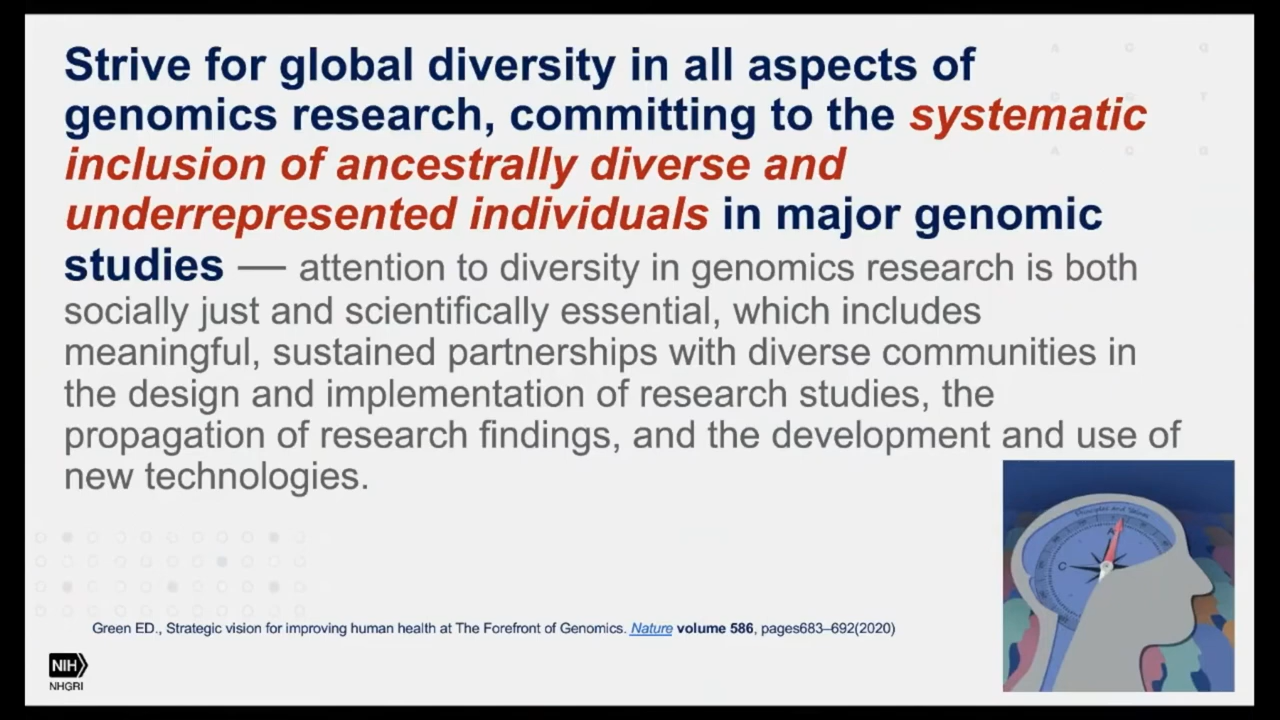 Strive for global diversity in all aspects of
genomics research, committing to the systematic
inclusion of ancestrally diverse and
underrepresented individuals in major genomic
studies — attention to diversity in genomics research is both
socially just and scientifically essential, which includes
meaningful, sustained partnerships with diverse communities in
the design and implementation of research studies, the
propagation of research findings, and the development and use of
new technologies.
Principles and Values
A
C
Green ED., Strategic vision for improving human health at The Forefront of Genomics. Nature volume 586, pages683–692(2020)
NIH
NHGRI